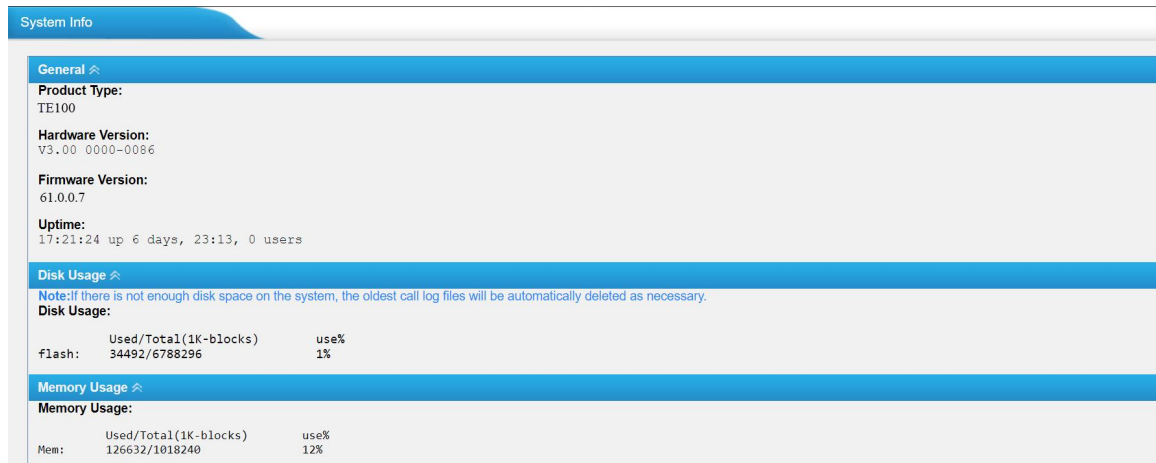 System Info
General
Product Type:
TE100
Hardware Version:
V3.00 0000-0086
Firmware Version:
61.0.0.7
Uptime:
17:21:24 up 6 days, 23:13, 0 users
Disk Usage
Note:If there is not enough disk space on the system, the oldest call log files will be automatically deleted as necessary.
Disk Usage:
Used/Total(1K-blocks) use%
flash: 34492/6788296 1%
Memory Usage
Memory Usage:
Used/Total(1K-blocks) use%
Mem: 126632/1018240 12%